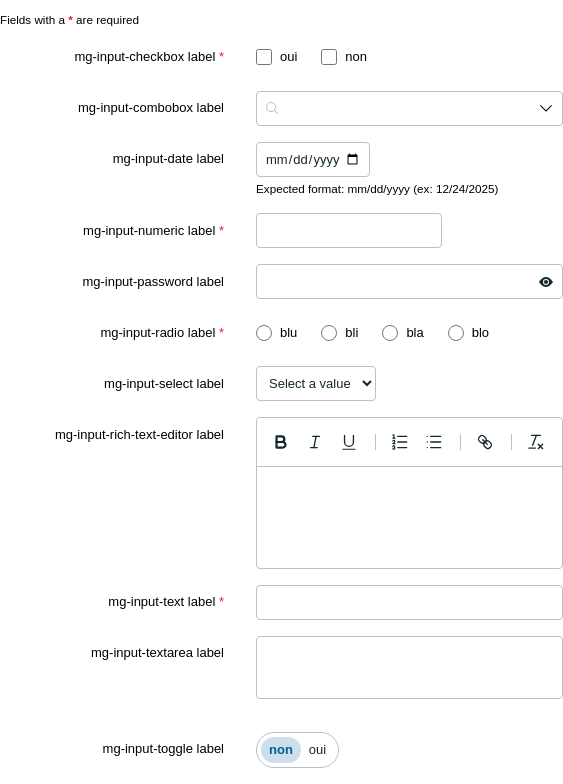 Fields with a * are required
mg-input-checkbox label * oui non
mg-input-combobox label
mg-input-date label mm/dd/yyyy
Expected format: mm/dd/yyyy (ex: 12/24/2025)
mg-input-numeric label *
mg-input-password label
mg-input-radio label * blu bli bla blo
mg-input-select label Select a value
mg-input-rich-text-editor label
mg-input-text label *
mg-input-textarea label
mg-input-toggle label non oui